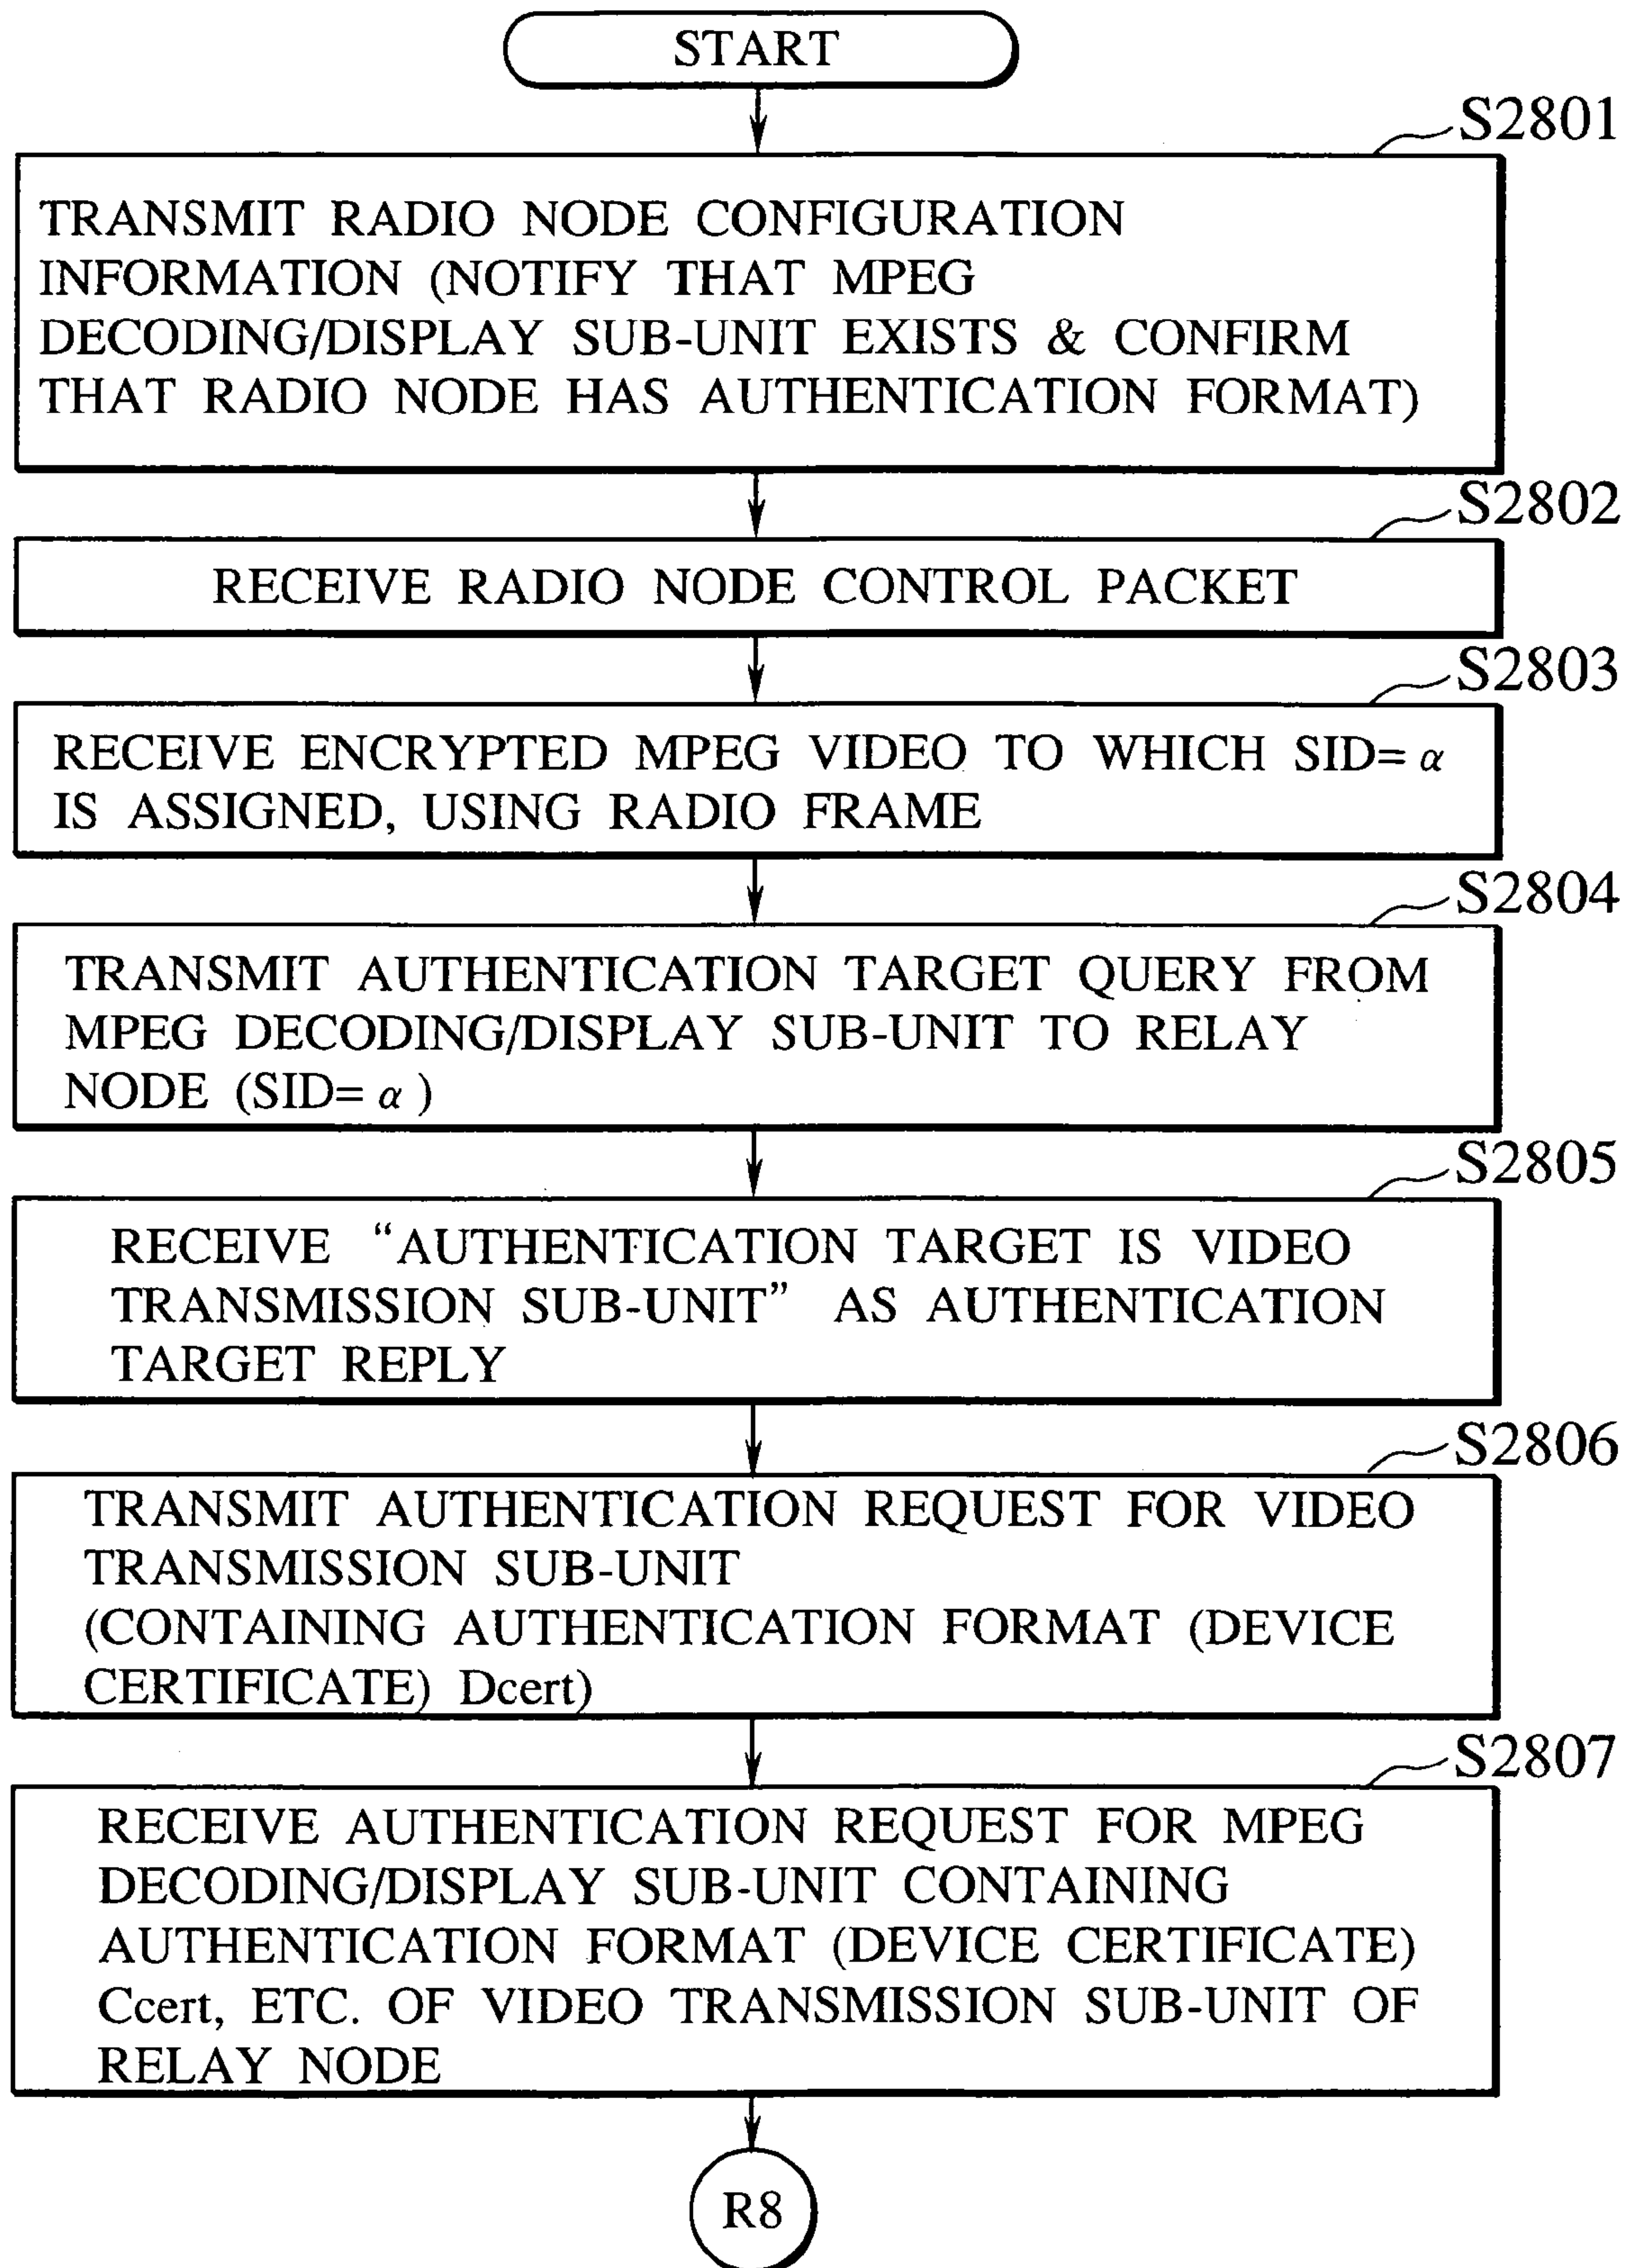 START
S2801
TRANSMIT RADIO NODE CONFIGURATION
INFORMATION (NOTIFY THAT MPEG
DECODING/DISPLAY SUB-UNIT EXISTS & CONFIRM
THAT RADIO NODE HAS AUTHENTICATION FORMAT)
S2802
RECEIVE RADIO NODE CONTROL PACKET
S2803
RECEIVE ENCRYPTED MPEG VIDEO TO WHICH SID= α
IS ASSIGNED, USING RADIO FRAME
S2804
TRANSMIT AUTHENTICATION TARGET QUERY FROM
MPEG DECODING/DISPLAY SUB-UNIT TO RELAY
NODE (SID= α )
S2805
RECEIVE “AUTHENTICATION TARGET IS VIDEO
TRANSMISSION SUB-UNIT” AS AUTHENTICATION
TARGET REPLY
S2806
TRANSMIT AUTHENTICATION REQUEST FOR VIDEO
TRANSMISSION SUB-UNIT
(CONTAINING AUTHENTICATION FORMAT (DEVICE
CERTIFICATE) Dcert)
S2807
RECEIVE AUTHENTICATION REQUEST FOR MPEG
DECODING/DISPLAY SUB-UNIT CONTAINING
AUTHENTICATION FORMAT (DEVICE CERTIFICATE)
Ccert, ETC. OF VIDEO TRANSMISSION SUB-UNIT OF
RELAY NODE
R8